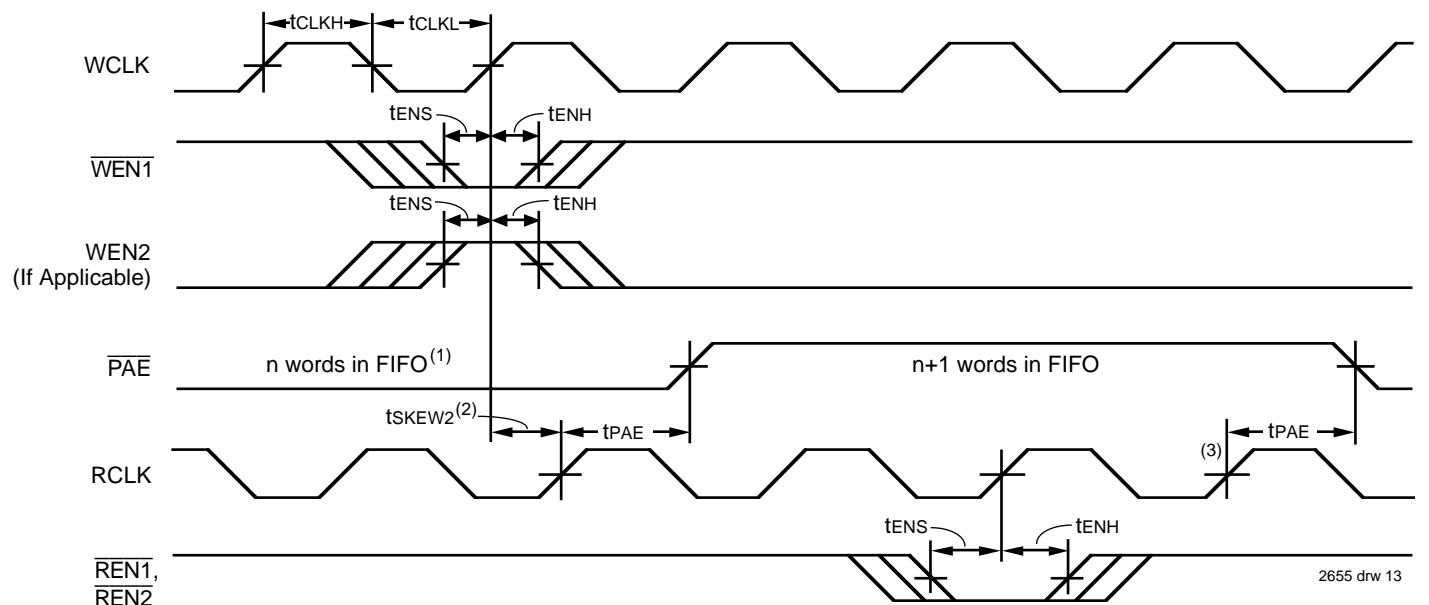 tCLKH tCLKL
WCLK
tENS tENH
WEN1
tENS tENH
WEN2
(If Applicable)
PAE n words in FIFO(1) n+1 words in FIFO
tSKEW2(2) tPAE (3) tPAE
RCLK
tENS tENH
REN1,
REN2
2655 drw 13